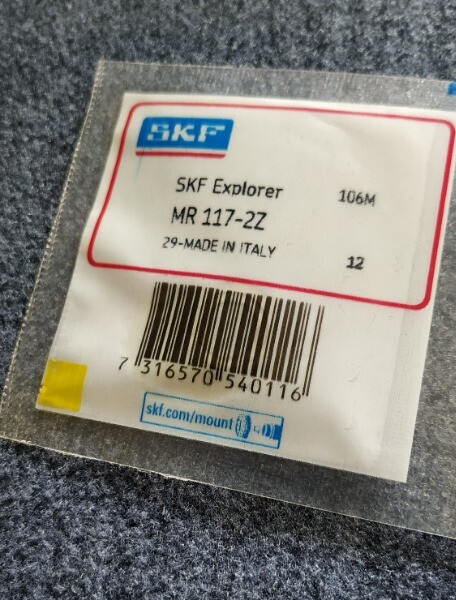 SKF
SKF Explorer 106M
MR 117-2Z
29-MADE IN ITALY 12
7 316570 540116
skf.com/mount